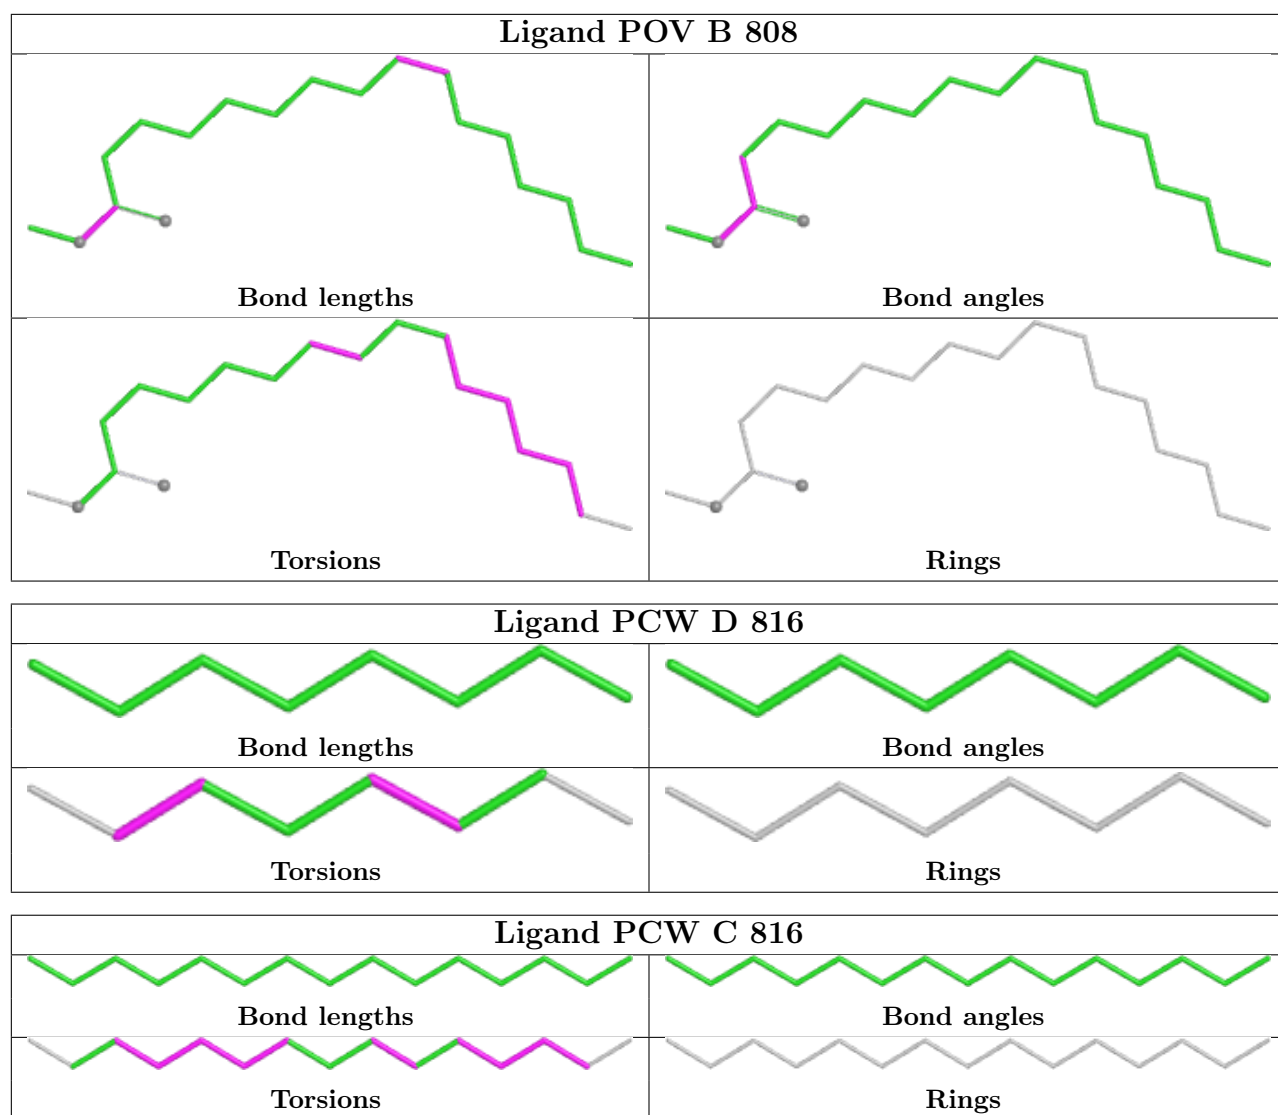 Ligand POV B 808
Bond lengths
Bond angles
Torsions
Rings
Ligand PCW D 816
Bond lengths
Bond angles
Torsions
Rings
Ligand PCW C 816
Bond lengths
Bond angles
Torsions
Rings